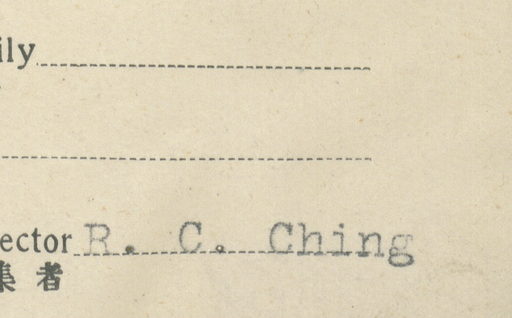 ily
ector R. C. Ching
集者